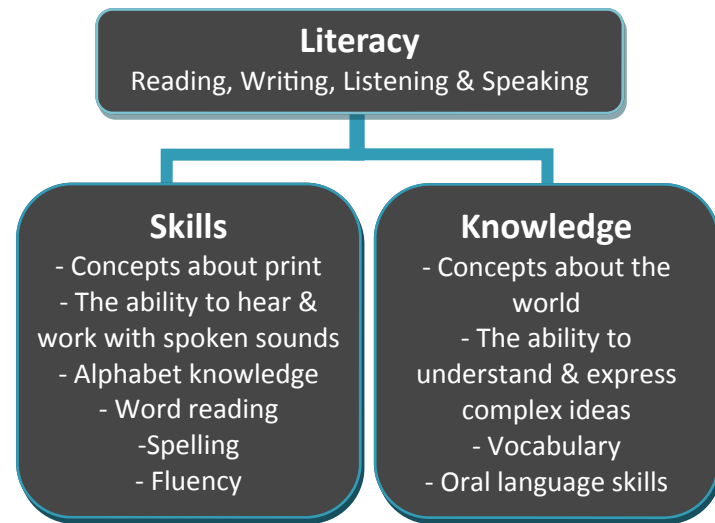 Literacy
Reading, Writing, Listening & Speaking
Skills
- Concepts about print
- The ability to hear &
work with spoken sounds
- Alphabet knowledge
- Word reading
-Spelling
- Fluency
Knowledge
- Concepts about the
world
- The ability to
understand & express
complex ideas
- Vocabulary
- Oral language skills